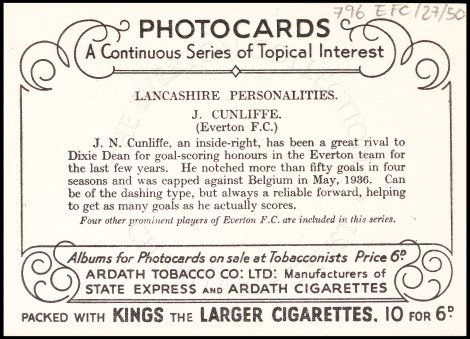 796 EFC/27/50
PHOTOCARDS
A Continuous Series of Topical Interest
LANCASHIRE PERSONALITIES.
J. CUNLIFFE.
(Everton F.C.)
J. N. Cunliffe, an inside-right, has been a great rival to
Dixie Dean for goal-scoring honours in the Everton team for
the last few years. He notched more than fifty goals in four
seasons and was capped against Belgium in May, 1936. Can
be of the dashing type, but always a reliable forward, helping
to get as many goals as he actually scores.
Four other prominent players of Everton F.C. are included in this series.
Albums for Photocards on sale at Tobacconists Price 6D.
ARDATH TOBACCO CO: LTD: Manufacturers of
STATE EXPRESS AND ARDATH CIGARETTES
PACKED WITH KINGS THE LARGER CIGARETTES. 10 FOR 6D.